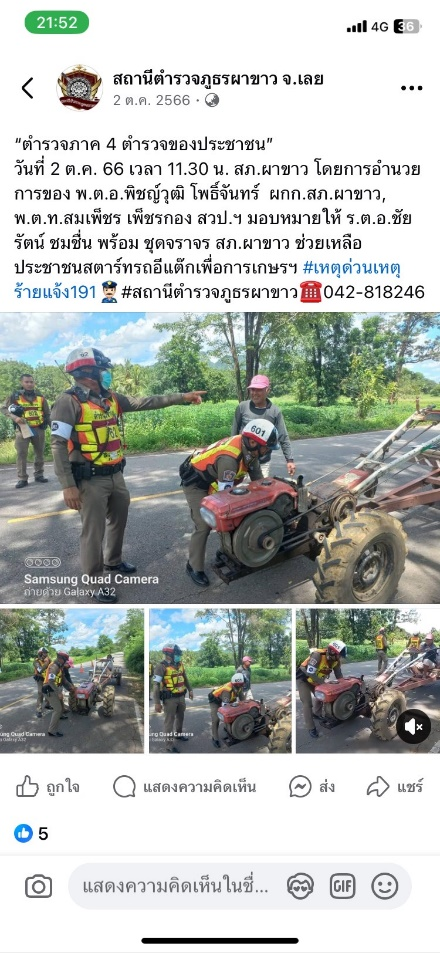 21:52
4G
36
สถานีตำรวจภูธรผาขาว จ.เลย
2 ต.ค. 2566
“ตำรวจภาค 4 ตำรวจของประชาชน”
วันที่ 2 ต.ค. 66 เวลา 11.30 น. สภ.ผาขาว โดยการอำนวย
การของ พ.ต.อ.พิชญ์วุฒิ โพธิ์จันทร์ ผกก.สภ.ผาขาว,
พ.ต.ท.สมเพ็ชร เพ็ชรกอง สวป.ฯ มอบหมายให้ ร.ต.อ.ชัย
รัตน์ ชมชื่น พร้อม ชุดจราจร สภ.ผาขาว ช่วยเหลือ
ประชาชนสตาร์ทรถอีแต๊กเพื่อการเกษรฯ #เหตุด่วนเหตุ
ร้ายแจ้ง191 #สถานีตำรวจภูธรผาขาว 042-818246
601
Samsung Quad Camera
ถ่ายด้วย Galaxy A32
ung Quad Camera
Galaxy A32
Samsung Quad Camera
ถูกใจ
แสดงความคิดเห็น
ส่ง
แชร์
5
แสดงความคิดเห็นในชื่...
GIF